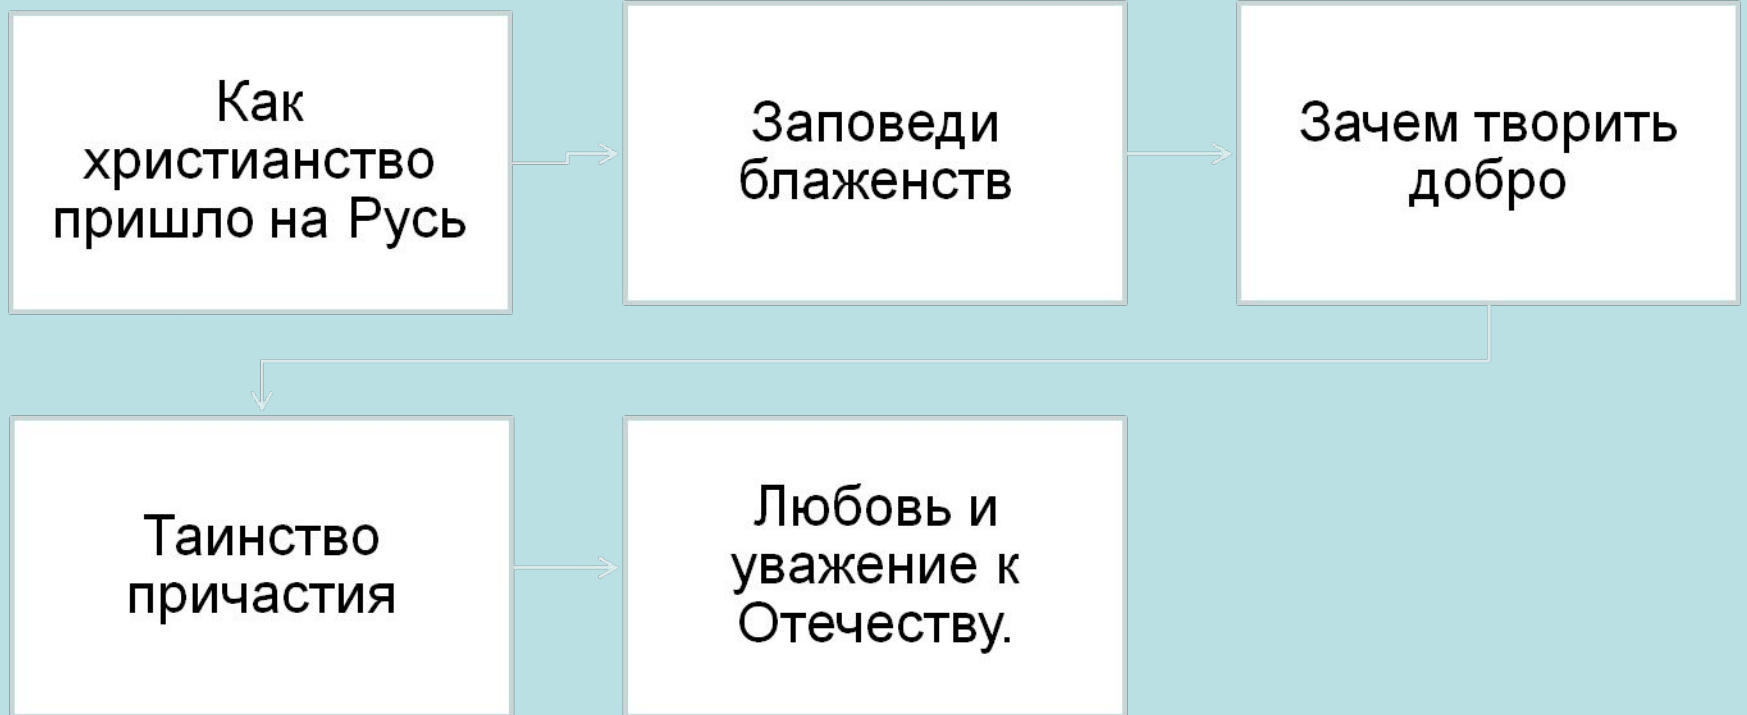 Как
христианство
пришло на Русь
Заповеди
блаженств
Зачем творить
добро
Таинство
причастия
Любовь и
уважение к
Отечеству.